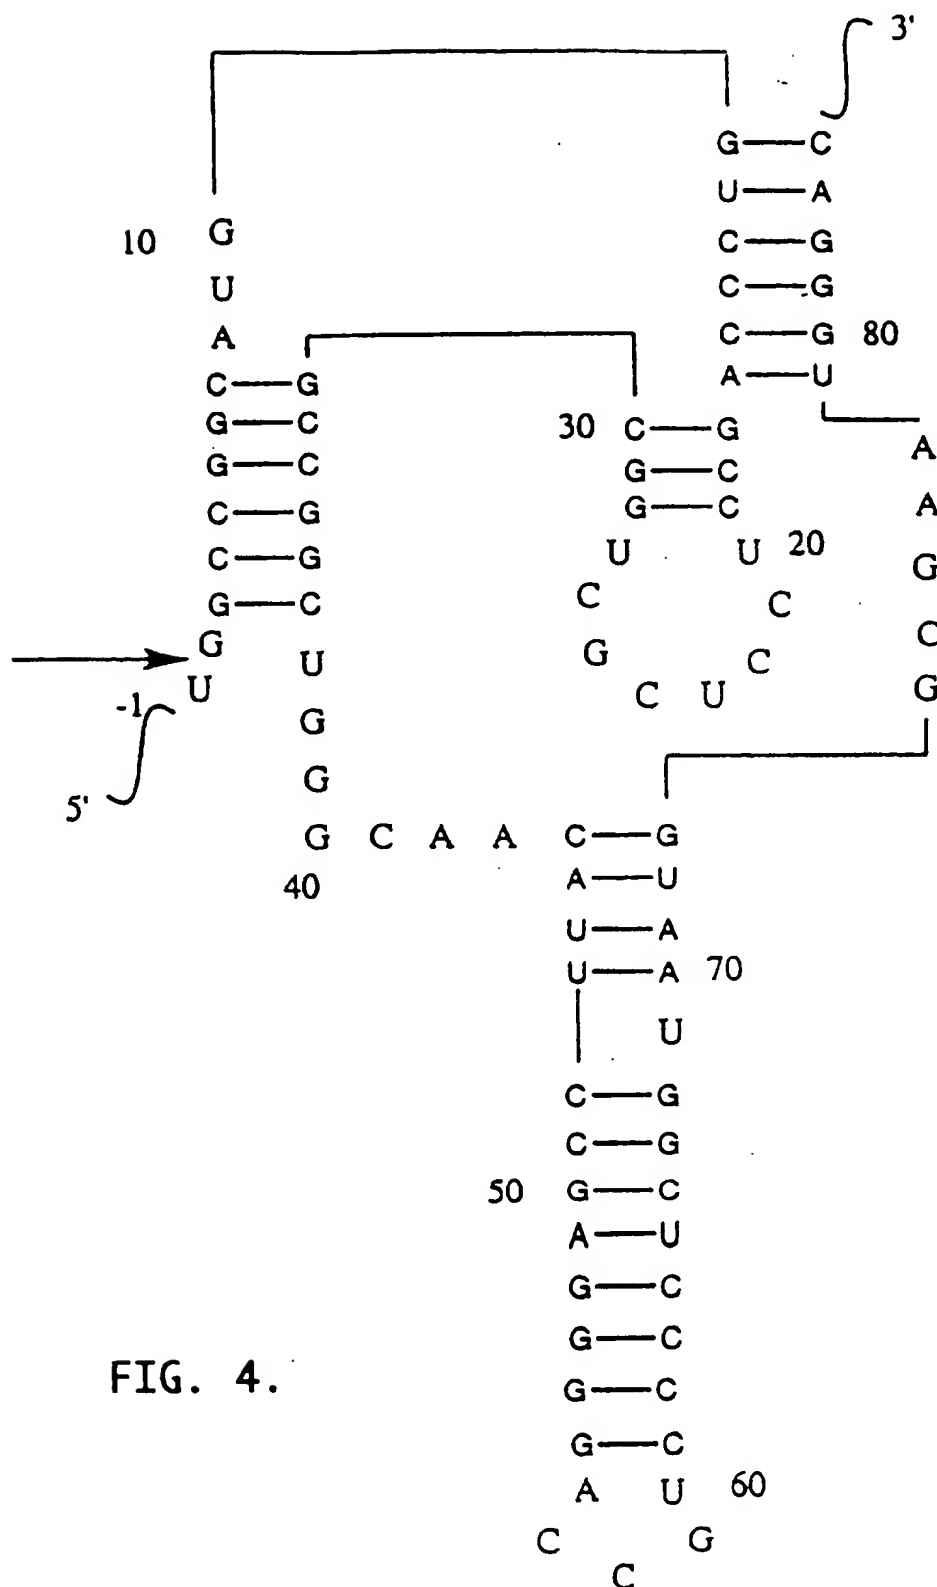 3'
G C
U A
10 G C G
U C G
A C G 80
C G A U
G C 30 C G A
G C G C A
C G G C
C G U U 20 G
G C C C C
G U G C
-1 U G C U G
5' G
G C A A C G
40 A U
U A
U A 70
U
C G
C G
50 G C
A U
G C
G C
FIG. 4. G C
G C
A U 60
C G
C